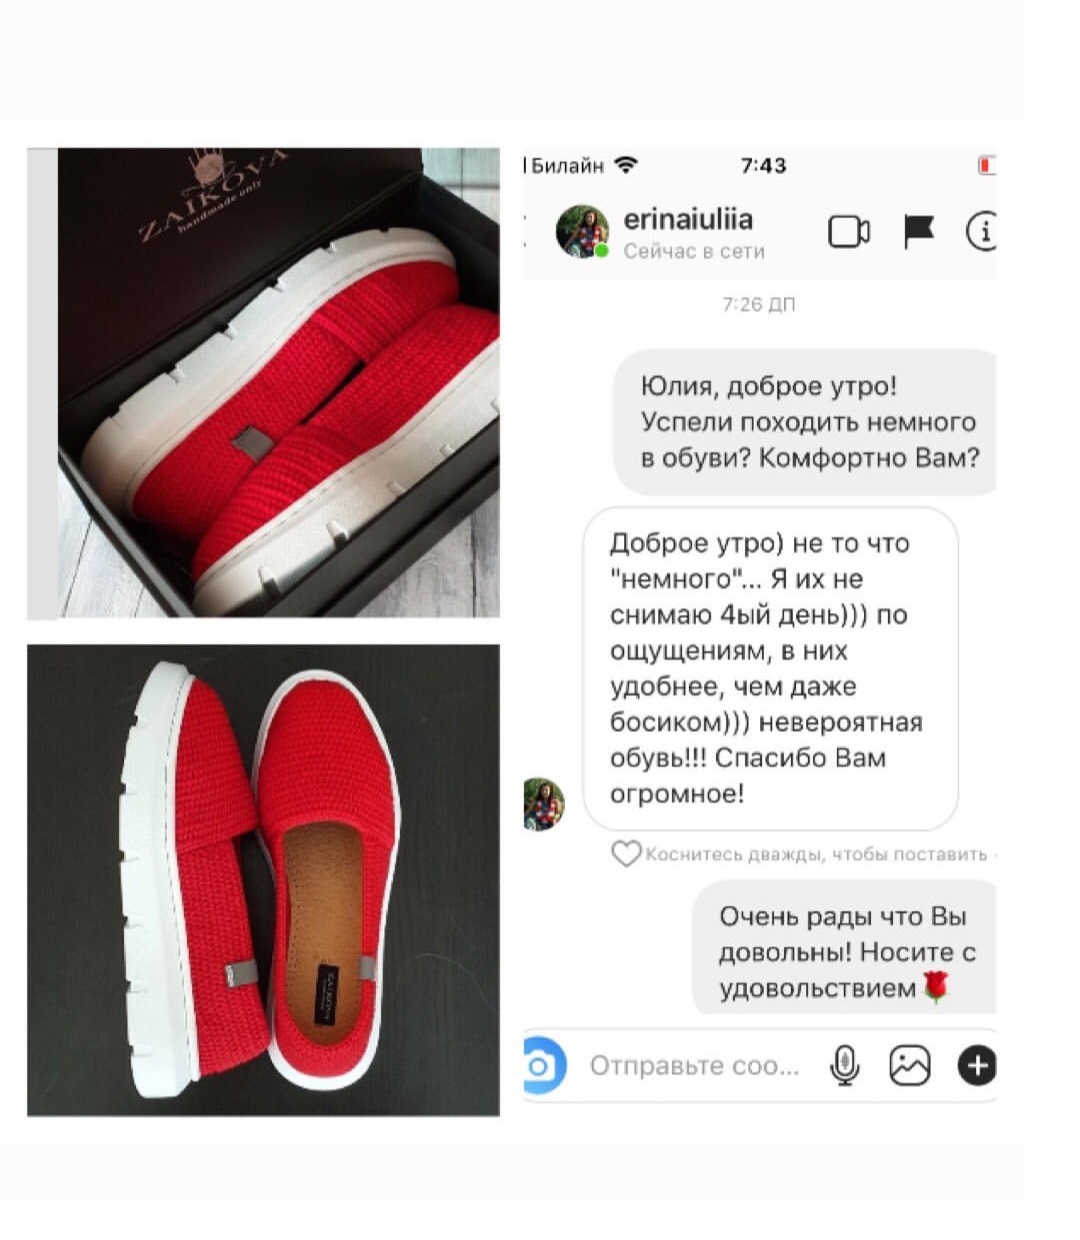 ZAIKOVA
handmade only
Билайн
7:43
erinaiuliia
Сейчас в сети
7:26 ДП
Юлия, доброе утро!
Успели походить немного
в обуви? Комфортно Вам?
Доброе утро) не то что
"немного"... Я их не
снимаю 4ый день))) по
ощущениям, в них
удобнее, чем даже
босиком))) невероятная
обувь!!! Спасибо Вам
огромное!
Коснитесь дважды, чтобы поставить
Очень рады что Вы
довольны! Носите с
удовольствием🌹
Отправьте соо...
ZAIKOVA